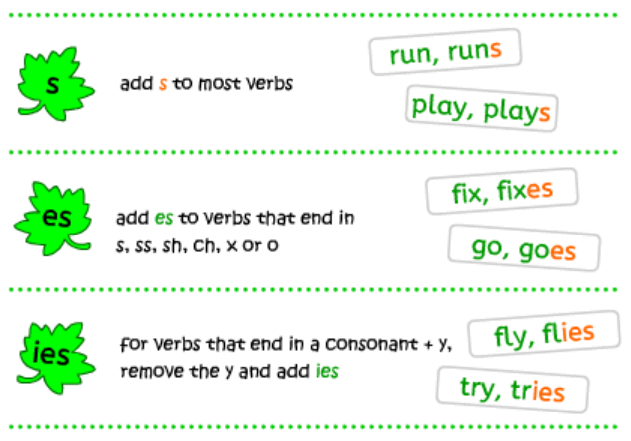 s
add s to most verbs
run, runs
play, plays
es
add es to verbs that end in
s, ss, sh, ch, x or o
fix, fixes
go, goes
ies
for verbs that end in a consonant + y,
remove the y and add ies
fly, flies
try, tries